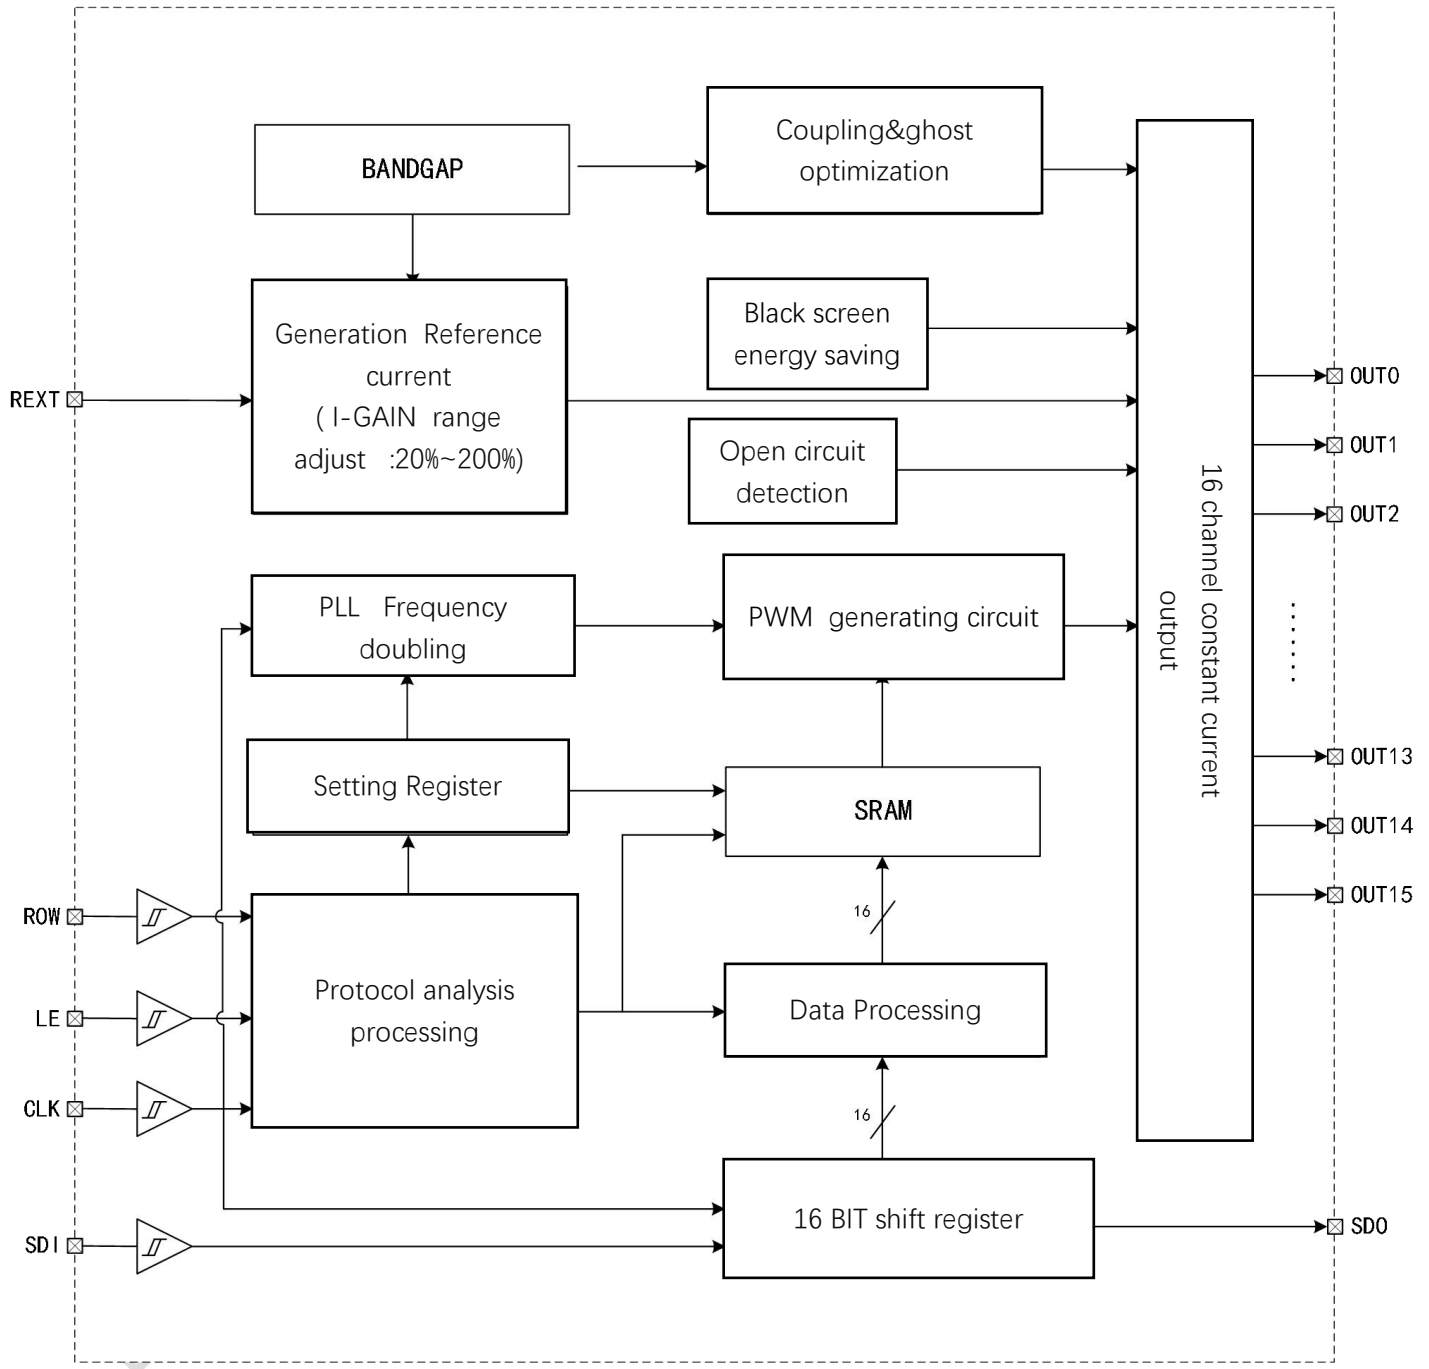 BANDGAP
Coupling&ghost
optimization
Generation Reference
current
( I-GAIN range
adjust :20%~200%)
Black screen
energy saving
REXT
Open circuit
detection
OUT0
OUT1
OUT2
16 channel constant current
output
......
PLL Frequency
doubling
PWM generating circuit
Setting Register
SRAM
OUT13
OUT14
OUT15
ROW
16
LE
Protocol analysis
processing
Data Processing
CLK
16
SDI
16 BIT shift register
SDO